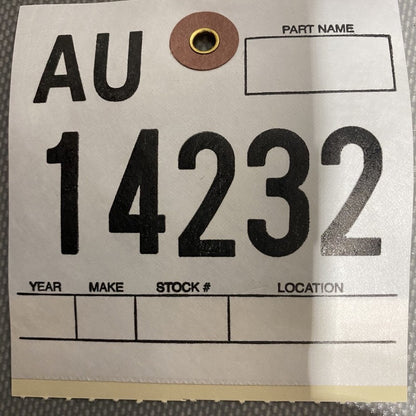 AU
PART NAME
14232
YEAR MAKE STOCK # LOCATION